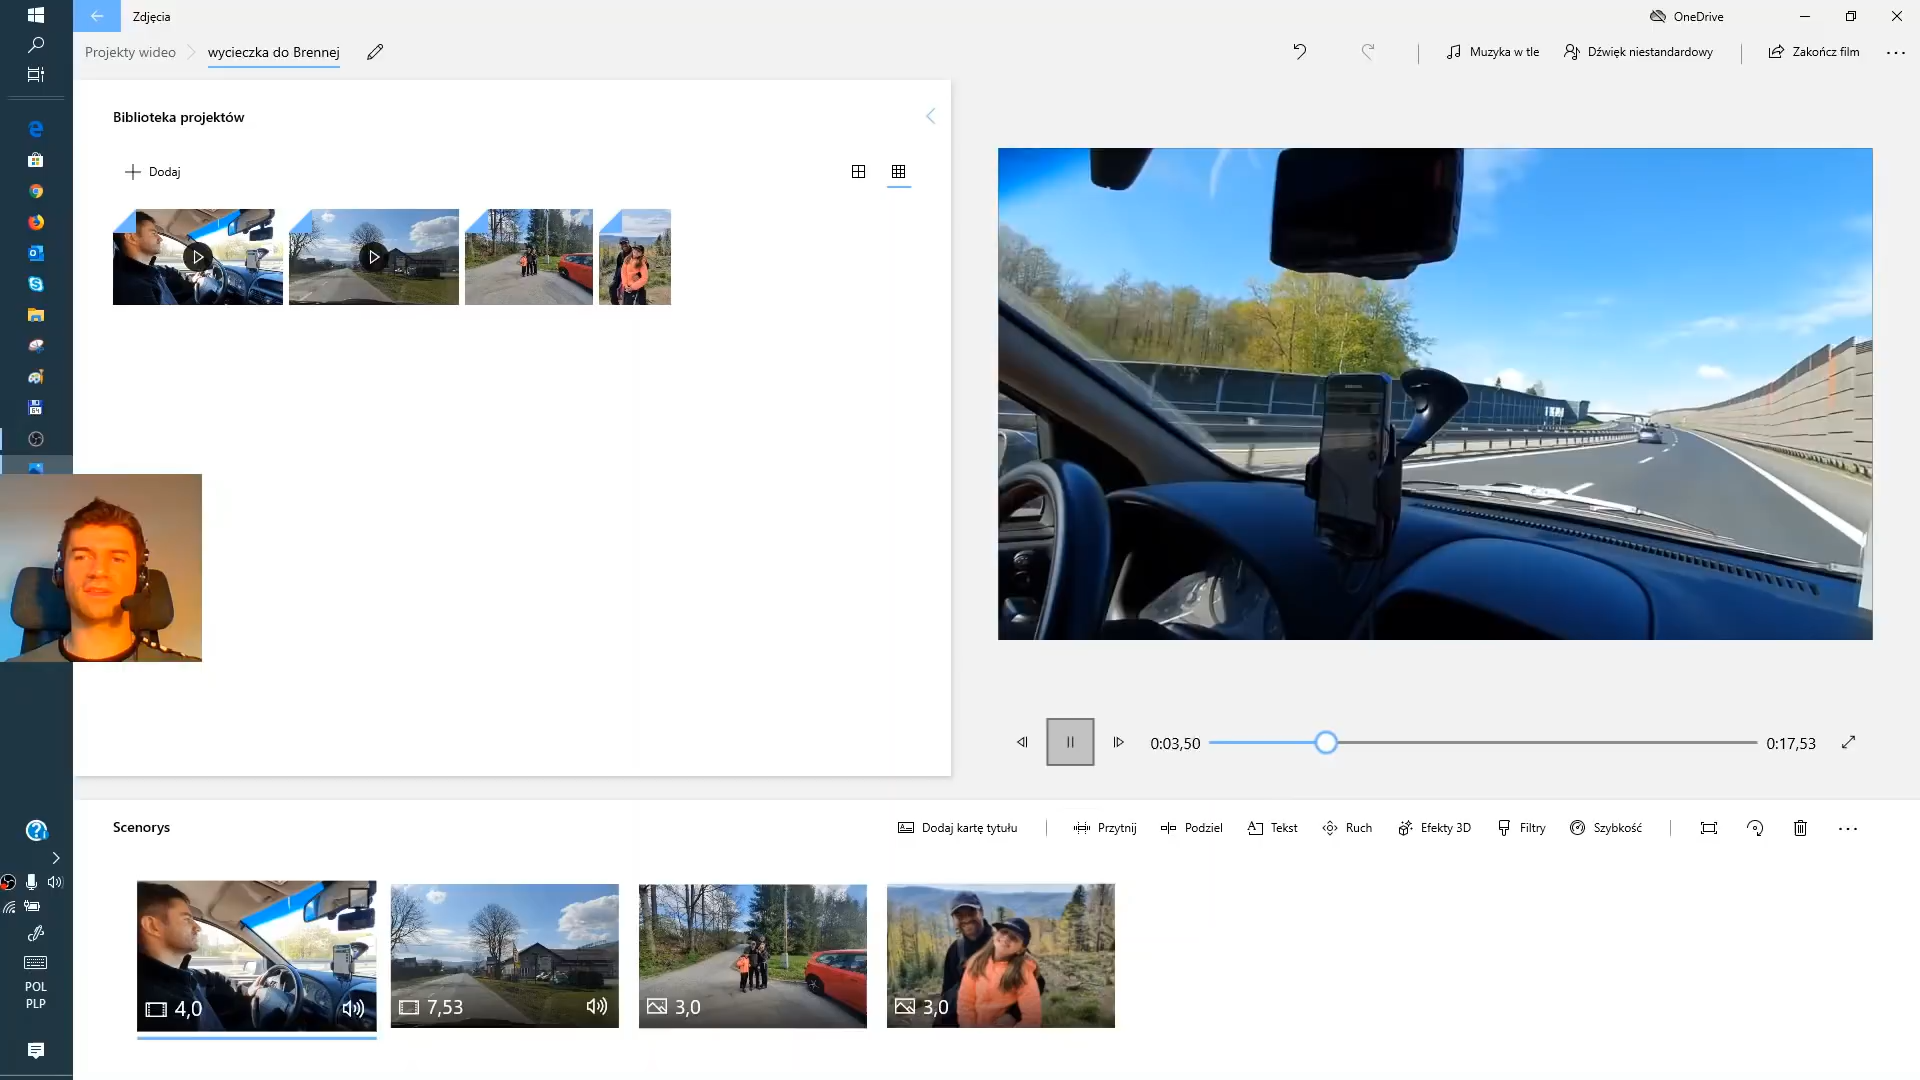 Zdjęcia
OneDrive
Projekty wideo
wycieczka do Brennej
Muzyka w tle
Dźwięk niestandardowy
Zakończ film
Biblioteka projektów
Dodaj
0:03,50
0:17,53
Scenorys
Dodaj kartę tytułu
Przytnij
Podziel
Tekst
Ruch
Efekty 3D
Filtry
Szybkość
4,0
7,53
3,0
3,0
POL
PLP